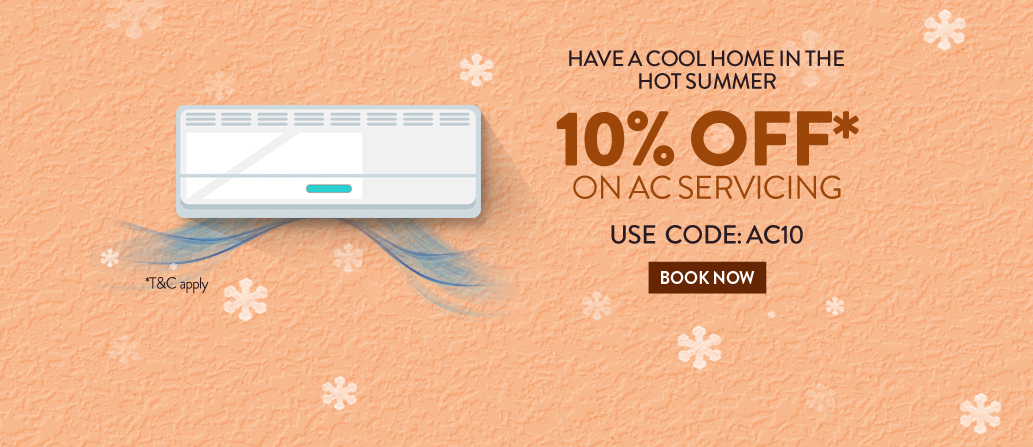 HAVE A COOL HOME IN THE
HOT SUMMER
10% OFF*
ON AC SERVICING
USE CODE: AC10
BOOK NOW
*T&C apply